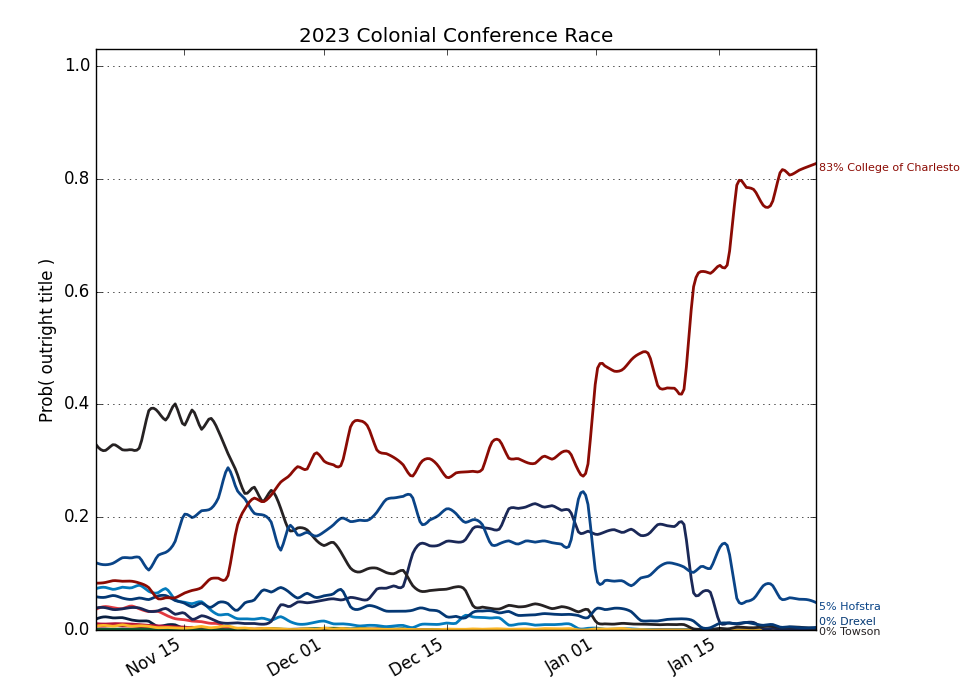 2023 Colonial Conference Race
Prob( outright title )
1.0
0.8
0.6
0.4
0.2
0.0
Nov 15
Dec 01
Dec 15
Jan 01
Jan 15
83% College of Charlesto
5% Hofstra
0% Drexel
0% Towson